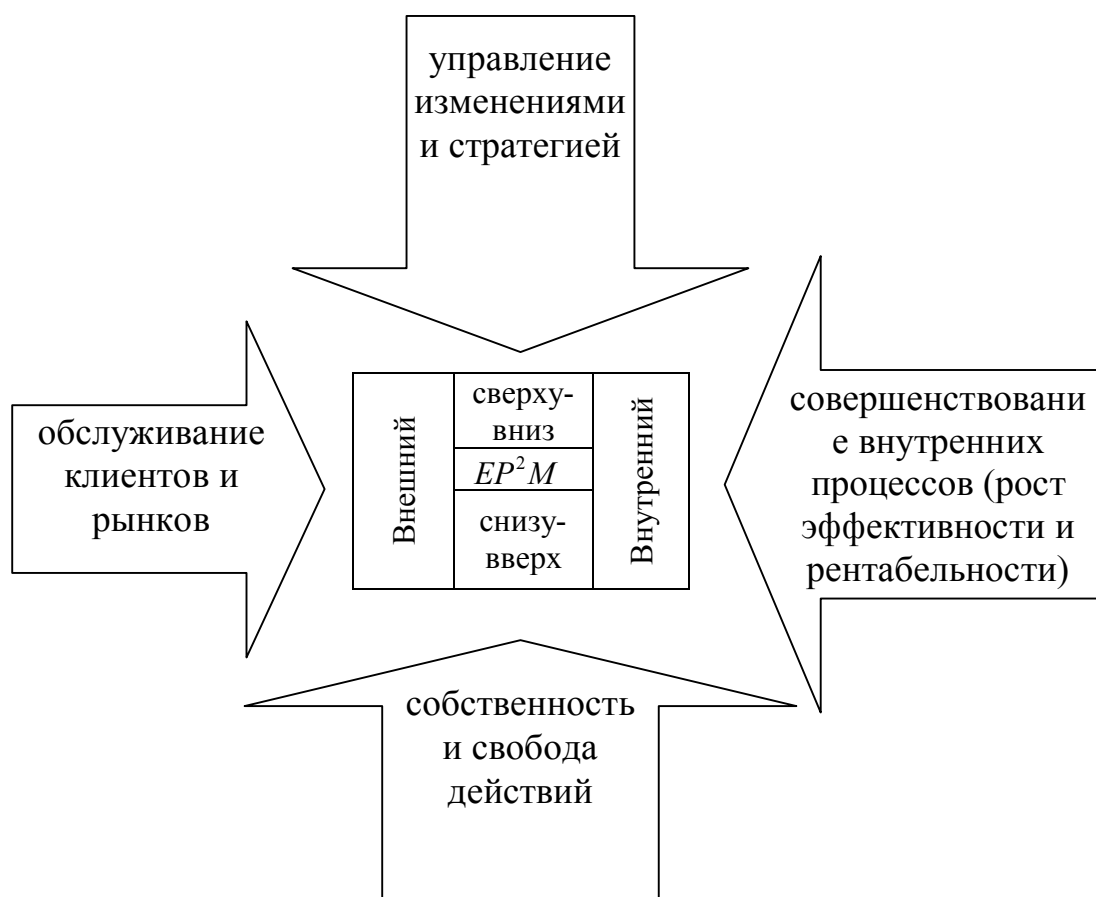 управление
изменениями
и стратегией
обслуживание
клиентов и
рынков
Внешний
сверху-
вниз
EP²M
снизу-
вверх
Внутренний
совершенствовани
е внутренних
процессов (рост
эффективности и
рентабельности)
собственность
и свобода
действий